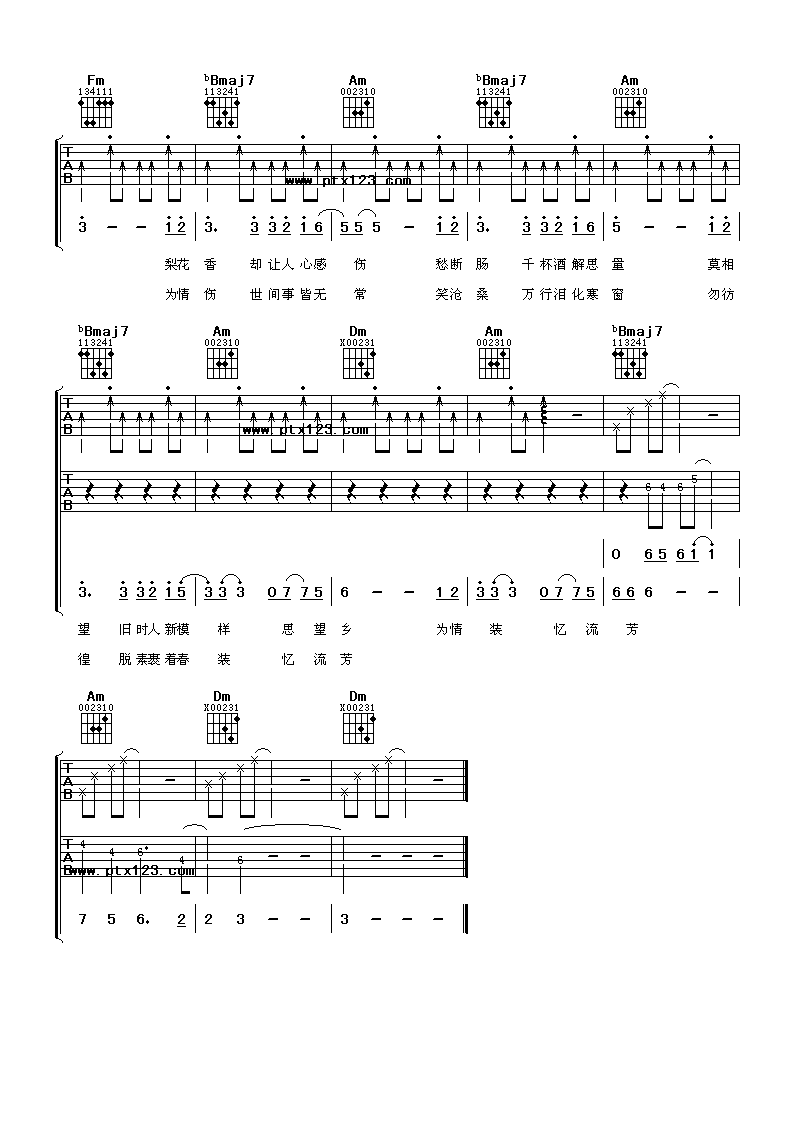 Fm ♭Bmaj7 Am ♭Bmaj7 Am
134111 113241 002310 113241 002310
TAB
www.ptx123.com
3 - - 1 2 3. 3 3 2 1 6 5 5 5 - 1 2 3. 3 3 2 1 6 5 - - 1 2
梨花 香 却 让人 心感 伤 愁断 肠 千 杯酒 解思 量 莫相
为情 伤 世 间事 皆无 常 笑沧 桑 万 行泪 化寒 窗 勿彷
♭Bmaj7 Am Dm Am ♭Bmaj7
113241 002310 X00231 002310 113241
TAB
www.ptx123.com
TAB
6 4 6 5
0 6 5 6 1 1
3. 3 3 2 1 5 3 3 3 0 7 7 5 6 - - 1 2 3 3 3 0 7 7 5 6 6 6 - -
望 旧 时人 新模 样 思 望 乡 为情 装 忆 流 芳
徨 脱 素裹 着春 装 忆 流 芳
Am Dm Dm
002310 X00231 X00231
TAB
TAB
4 4 6 4 6
www.ptx123.com
7 5 6. 2 2 3 - - 3 - - -